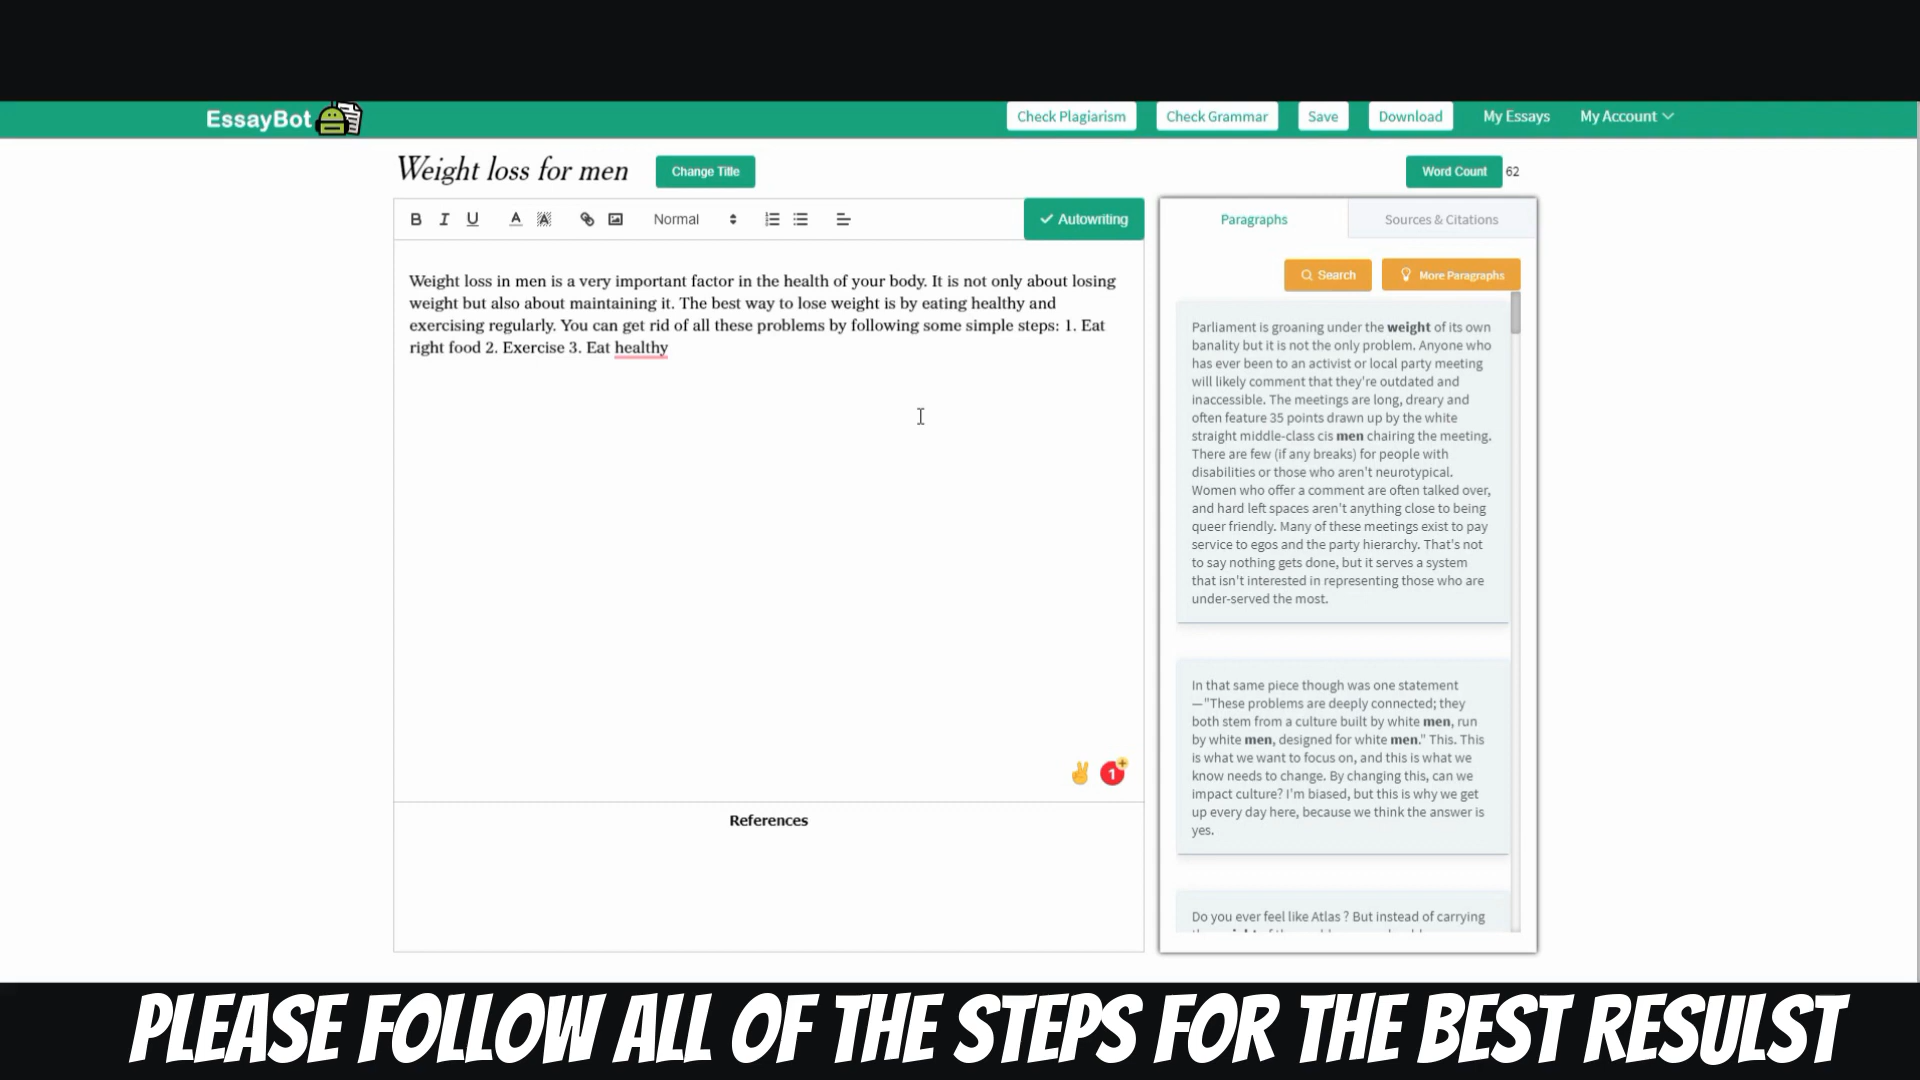 EssayBot
Check Plagiarism
Check Grammar
Save
Download
My Essays
My Account
Weight loss for men
Change Title
Word Count
62
B I U A A
Normal
Autowriting
Weight loss in men is a very important factor in the health of your body. It is not only about losing
weight but also about maintaining it. The best way to lose weight is by eating healthy and
exercising regularly. You can get rid of all these problems by following some simple steps: 1. Eat
right food 2. Exercise 3. Eat healthy
1
References
Paragraphs
Sources & Citations
Search
More Paragraphs
Parliament is groaning under the weight of its own
banality but it is not the only problem. Anyone who
has ever been to an activist or local party meeting
will likely comment that they're outdated and
inaccessible. The meetings are long, dreary and
often feature 35 points drawn up by the white
straight middle-class cis men chairing the meeting.
There are few (if any breaks) for people with
disabilities or those who aren't neurotypical.
Women who offer a comment are often talked over,
and hard left spaces aren't anything close to being
queer friendly. Many of these meetings exist to pay
service to egos and the party hierarchy. That's not
to say nothing gets done, but it serves a system
that isn't interested in representing those who are
under-served the most.
In that same piece though was one statement
—"These problems are deeply connected; they
both stem from a culture built by white men, run
by white men, designed for white men." This. This
is what we want to focus on, and this is what we
know needs to change. By changing this, can we
impact culture? I'm biased, but this is why we get
up every day here, because we think the answer is
yes.
Do you ever feel like Atlas ? But instead of carrying
PLEASE FOLLOW ALL OF THE STEPS FOR THE BEST RESULST